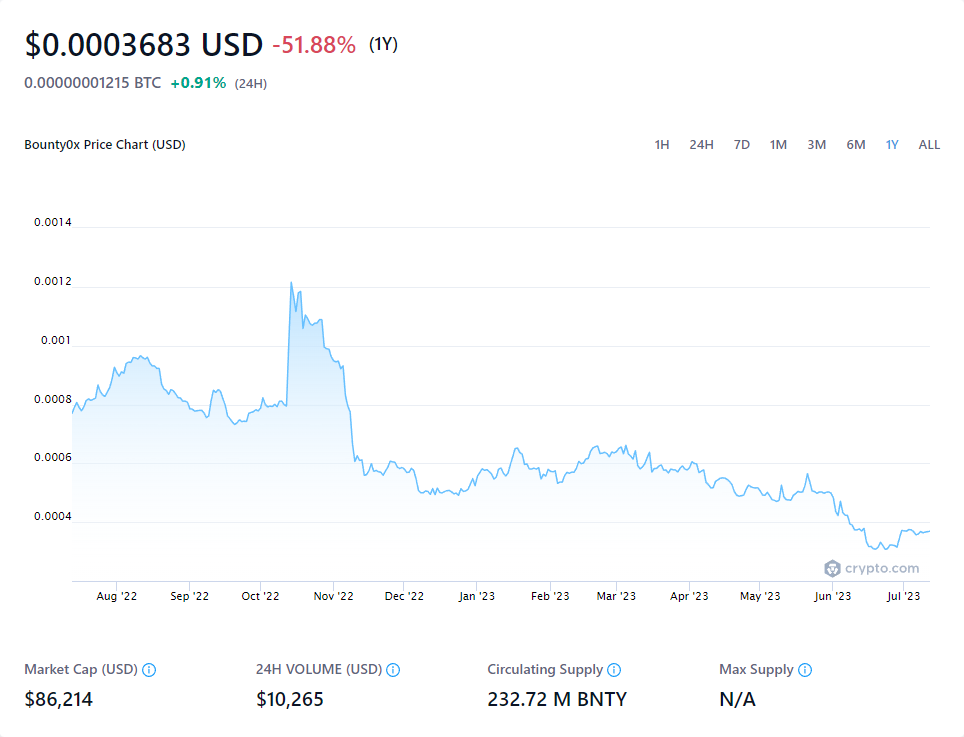 $0.0003683 USD -51.88% (1Y)
0.00000001215 BTC +0.91% (24H)
Bounty0x Price Chart (USD) 1H 24H 7D 1M 3M 6M 1Y ALL
0.0014
0.0012
0.001
0.0008
0.0006
0.0004
crypto.com
Aug '22 Sep '22 Oct '22 Nov '22 Dec '22 Jan '23 Feb '23 Mar '23 Apr '23 May '23 Jun '23 Jul '23
Market Cap (USD) 24H VOLUME (USD) Circulating Supply Max Supply
$86,214 $10,265 232.72 M BNTY N/A